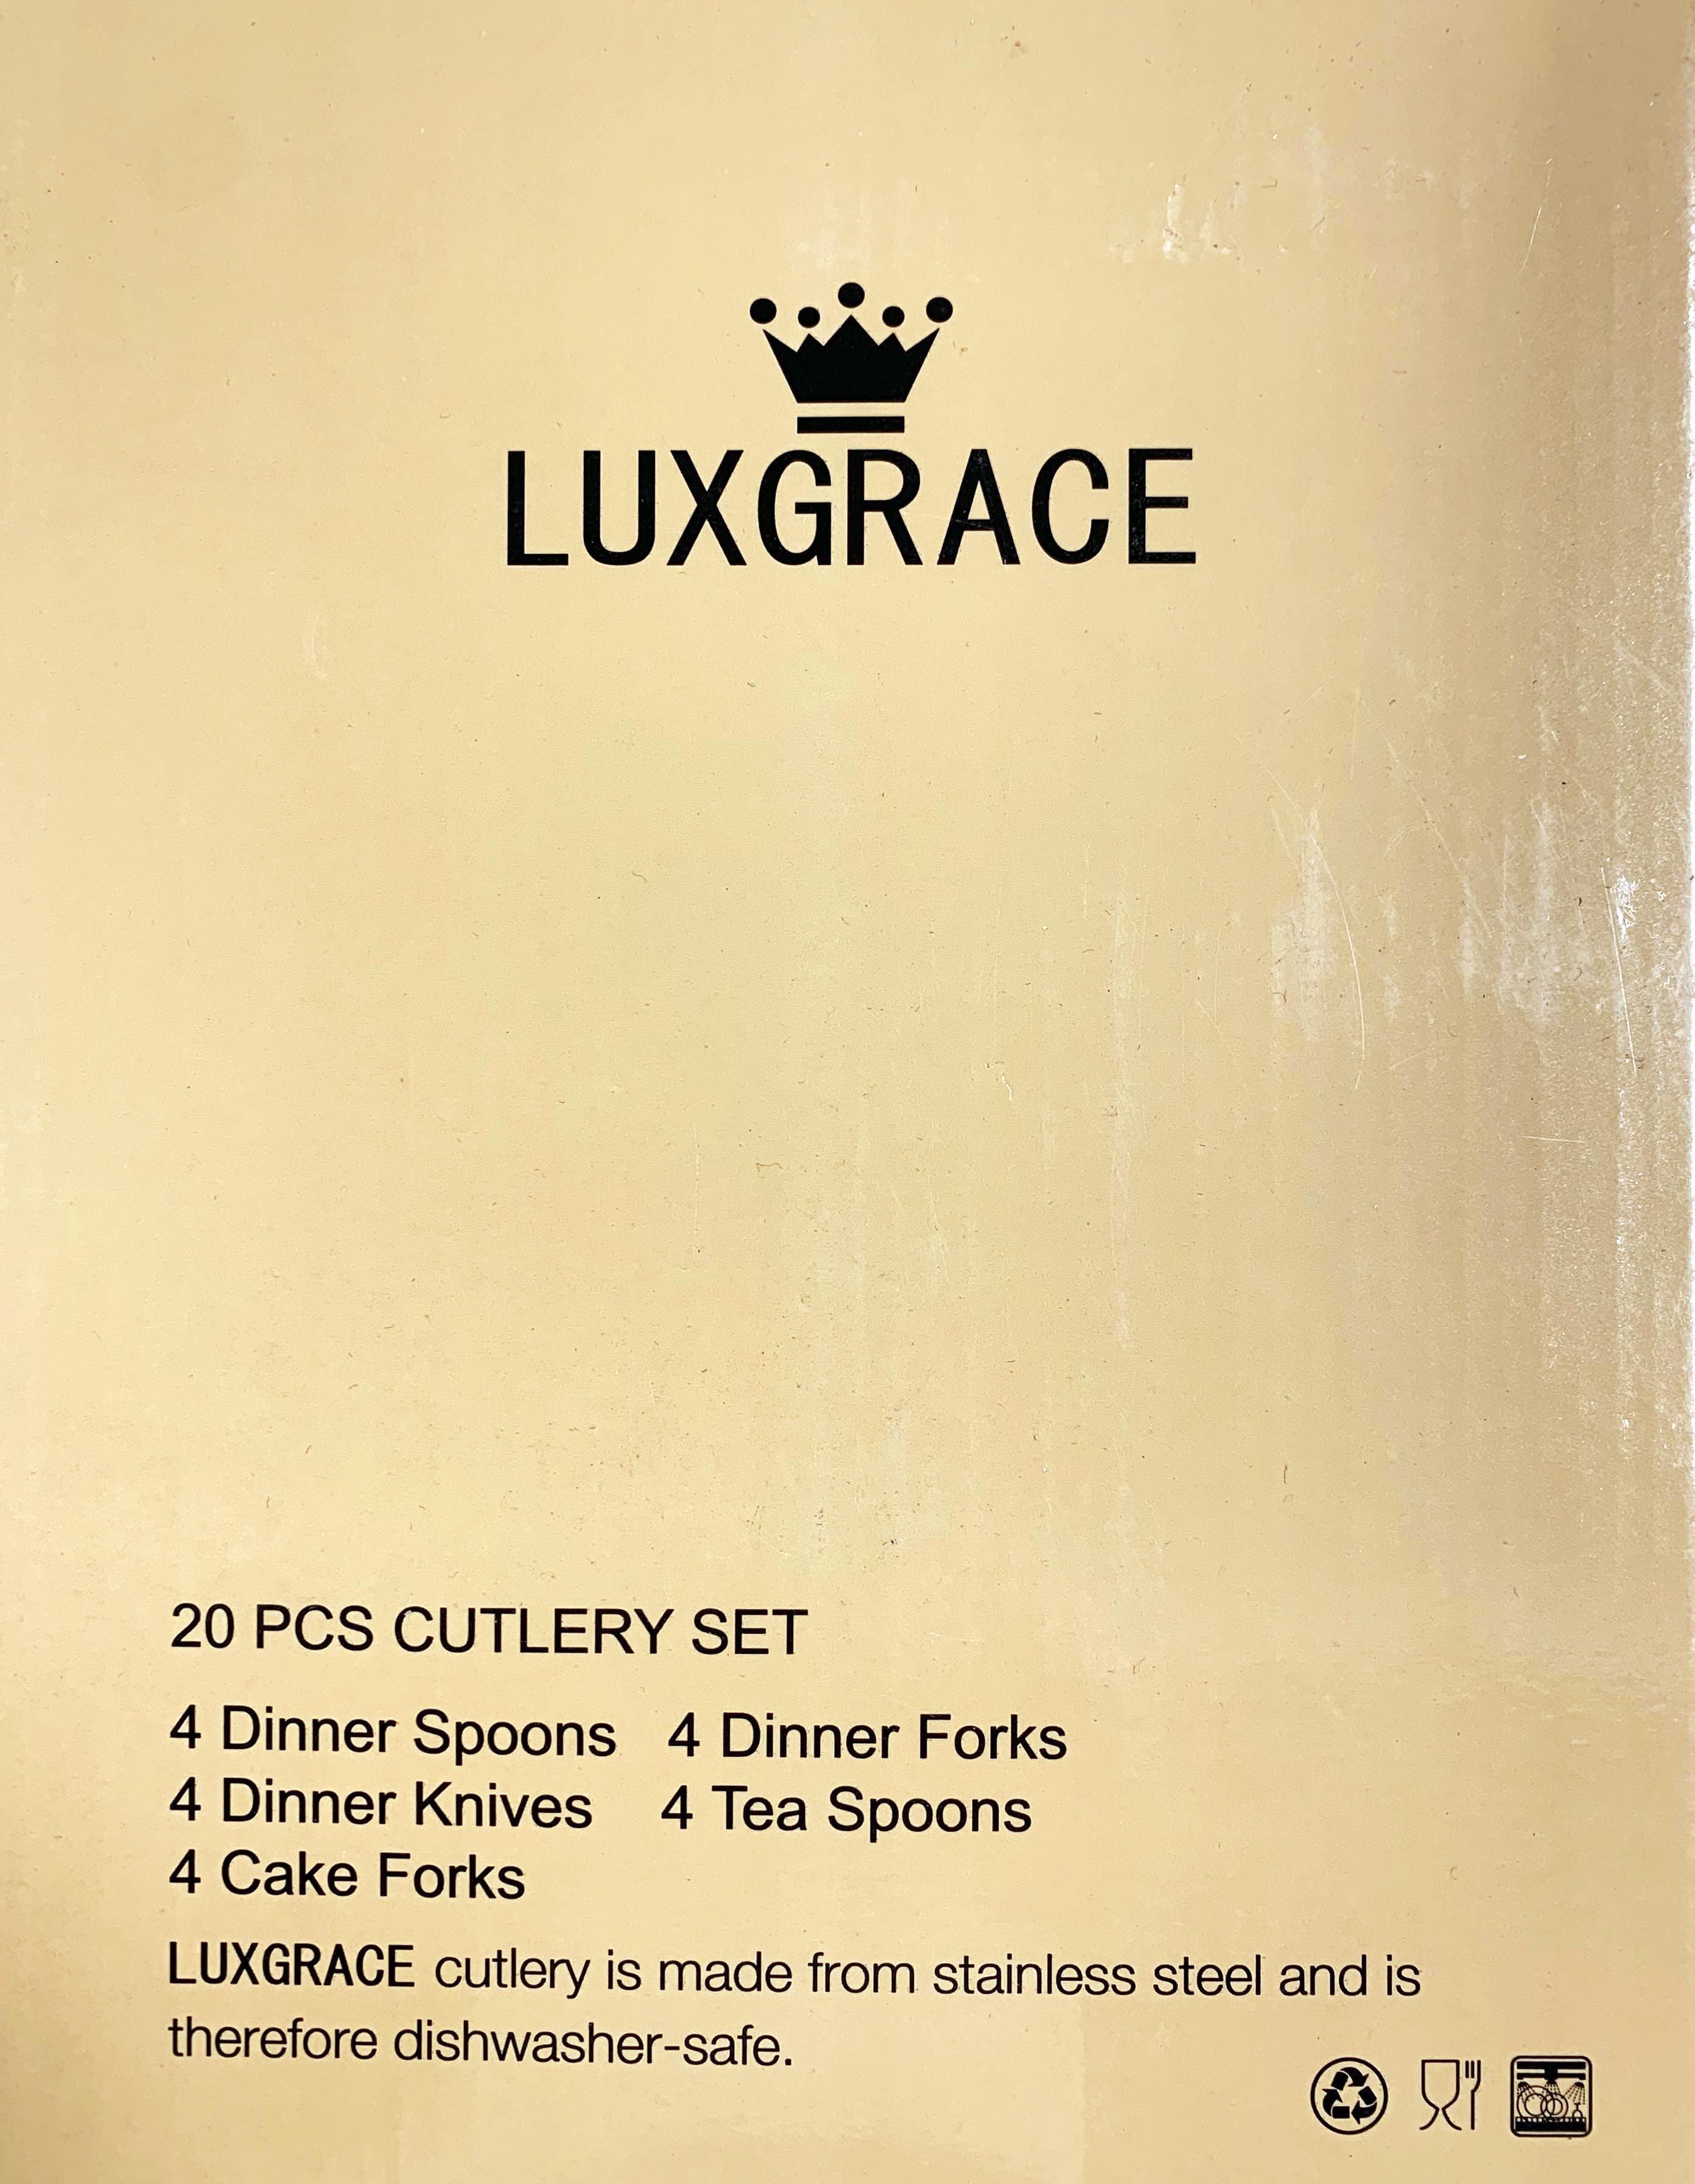 LUXGRACE
20 PCS CUTLERY SET
4 Dinner Spoons 4 Dinner Forks
4 Dinner Knives 4 Tea Spoons
4 Cake Forks
LUXGRACE cutlery is made from stainless steel and is
therefore dishwasher-safe.